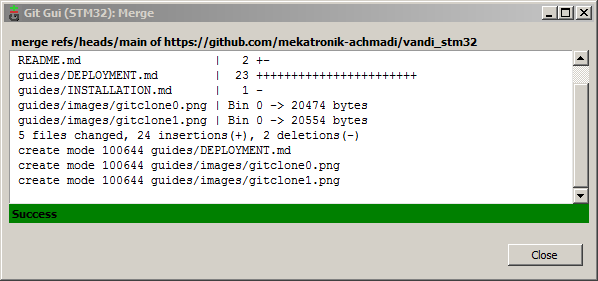 Git Gui (STM32): Merge
merge refs/heads/main of https://github.com/mekatronik-achmadi/vandi_stm32
README.md | 2 +-
guides/DEPLOYMENT.md | 23 +++++++++++++++++++++++
guides/INSTALLATION.md | 1 -
guides/images/gitclone0.png | Bin 0 -> 20474 bytes
guides/images/gitclone1.png | Bin 0 -> 20554 bytes
5 files changed, 24 insertions(+), 2 deletions(-)
create mode 100644 guides/DEPLOYMENT.md
create mode 100644 guides/images/gitclone0.png
create mode 100644 guides/images/gitclone1.png
Success
Close